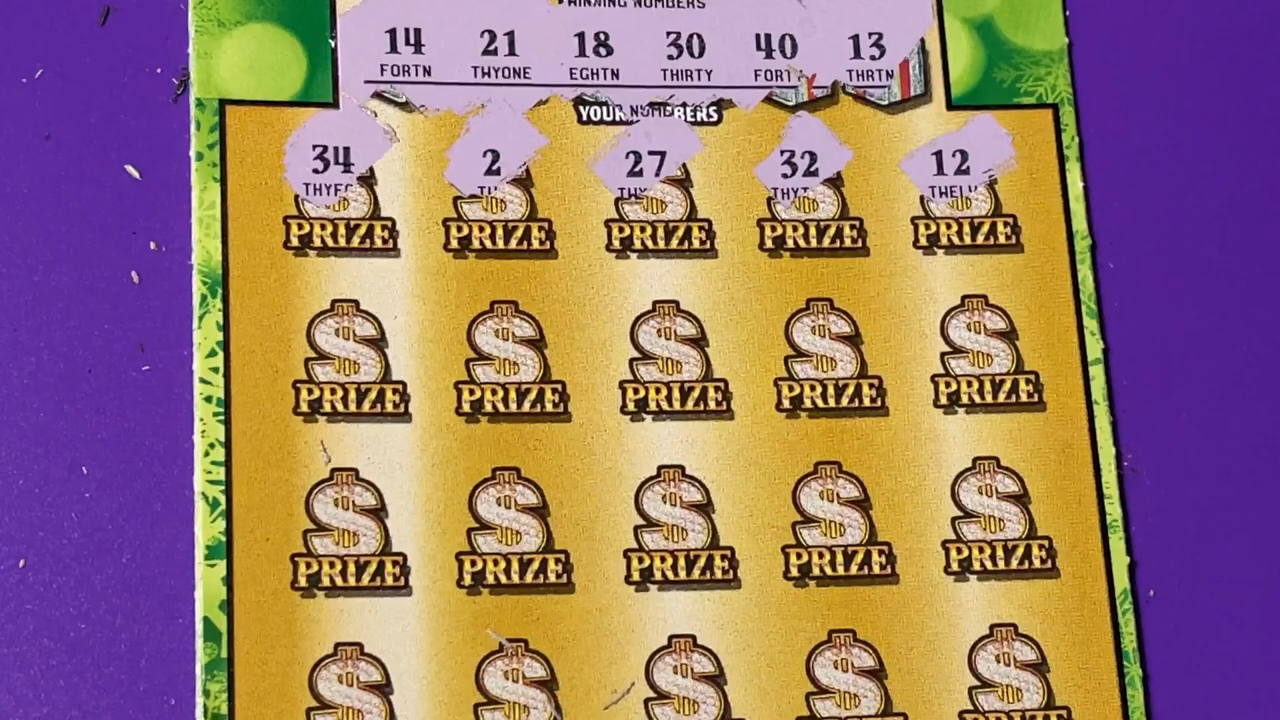 WINNING NUMBERS
14 21 18 30 40 13
FORTN TWYONE EGHTN THIRTY FORTY THRTN
YOUR NUMBERS
34 2 27 32 12
PRIZE PRIZE PRIZE PRIZE PRIZE
$ $ $ $ $
PRIZE PRIZE PRIZE PRIZE PRIZE
$ $ $ $ $
PRIZE PRIZE PRIZE PRIZE PRIZE
$ $ $ $ $